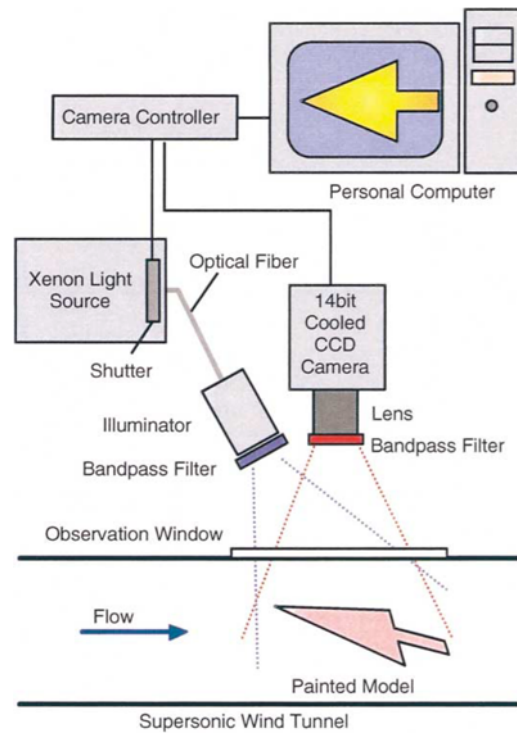 Camera Controller
Personal Computer
Xenon Light
Source
Optical Fiber
14bit
Cooled
CCD
Camera
Shutter
Illuminator
Lens
Bandpass Filter
Bandpass Filter
Observation Window
Flow
Painted Model
Supersonic Wind Tunnel